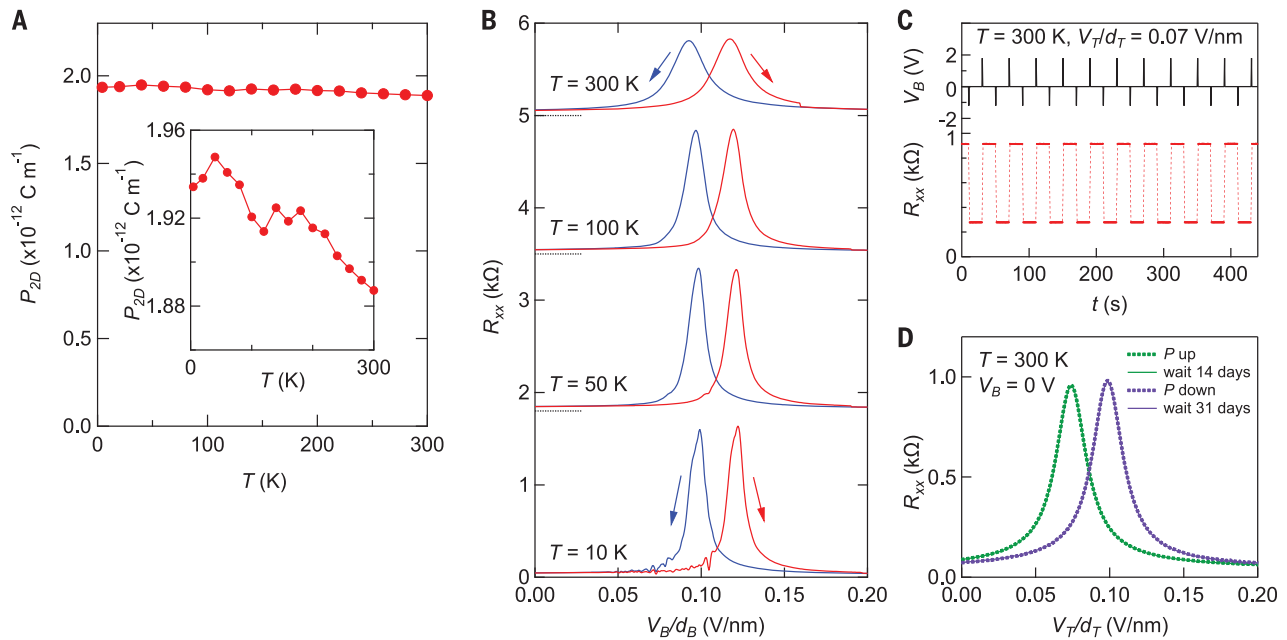 A
P2D (x10-12 C m-1)
2.0
1.5
1.0
0.5
0.0
0
100
200
300
T (K)
P2D (x10-12 C m-1)
1.96
1.92
1.88
0
300
T (K)
B
Rxx (kΩ)
6
5
4
3
2
1
0
T = 300 K
T = 100 K
T = 50 K
T = 10 K
0.00
0.05
0.10
0.15
0.20
VB/dB (V/nm)
C
T = 300 K, VT/dT = 0.07 V/nm
VB (V)
2
0
-2
Rxx (kΩ)
1
0
0
100
200
300
400
t (s)
D
T = 300 K
VB = 0 V
P up
wait 14 days
P down
wait 31 days
Rxx (kΩ)
1.0
0.5
0.0
0.00
0.05
0.10
0.15
0.20
VT/dT (V/nm)